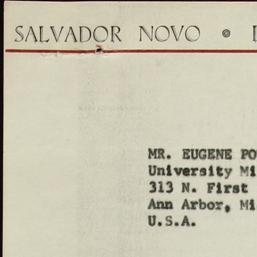 SALVADOR NOVO
MR. EUGENE PO
University Mi
313 N. First
Ann Arbor, Mi
U.S.A.